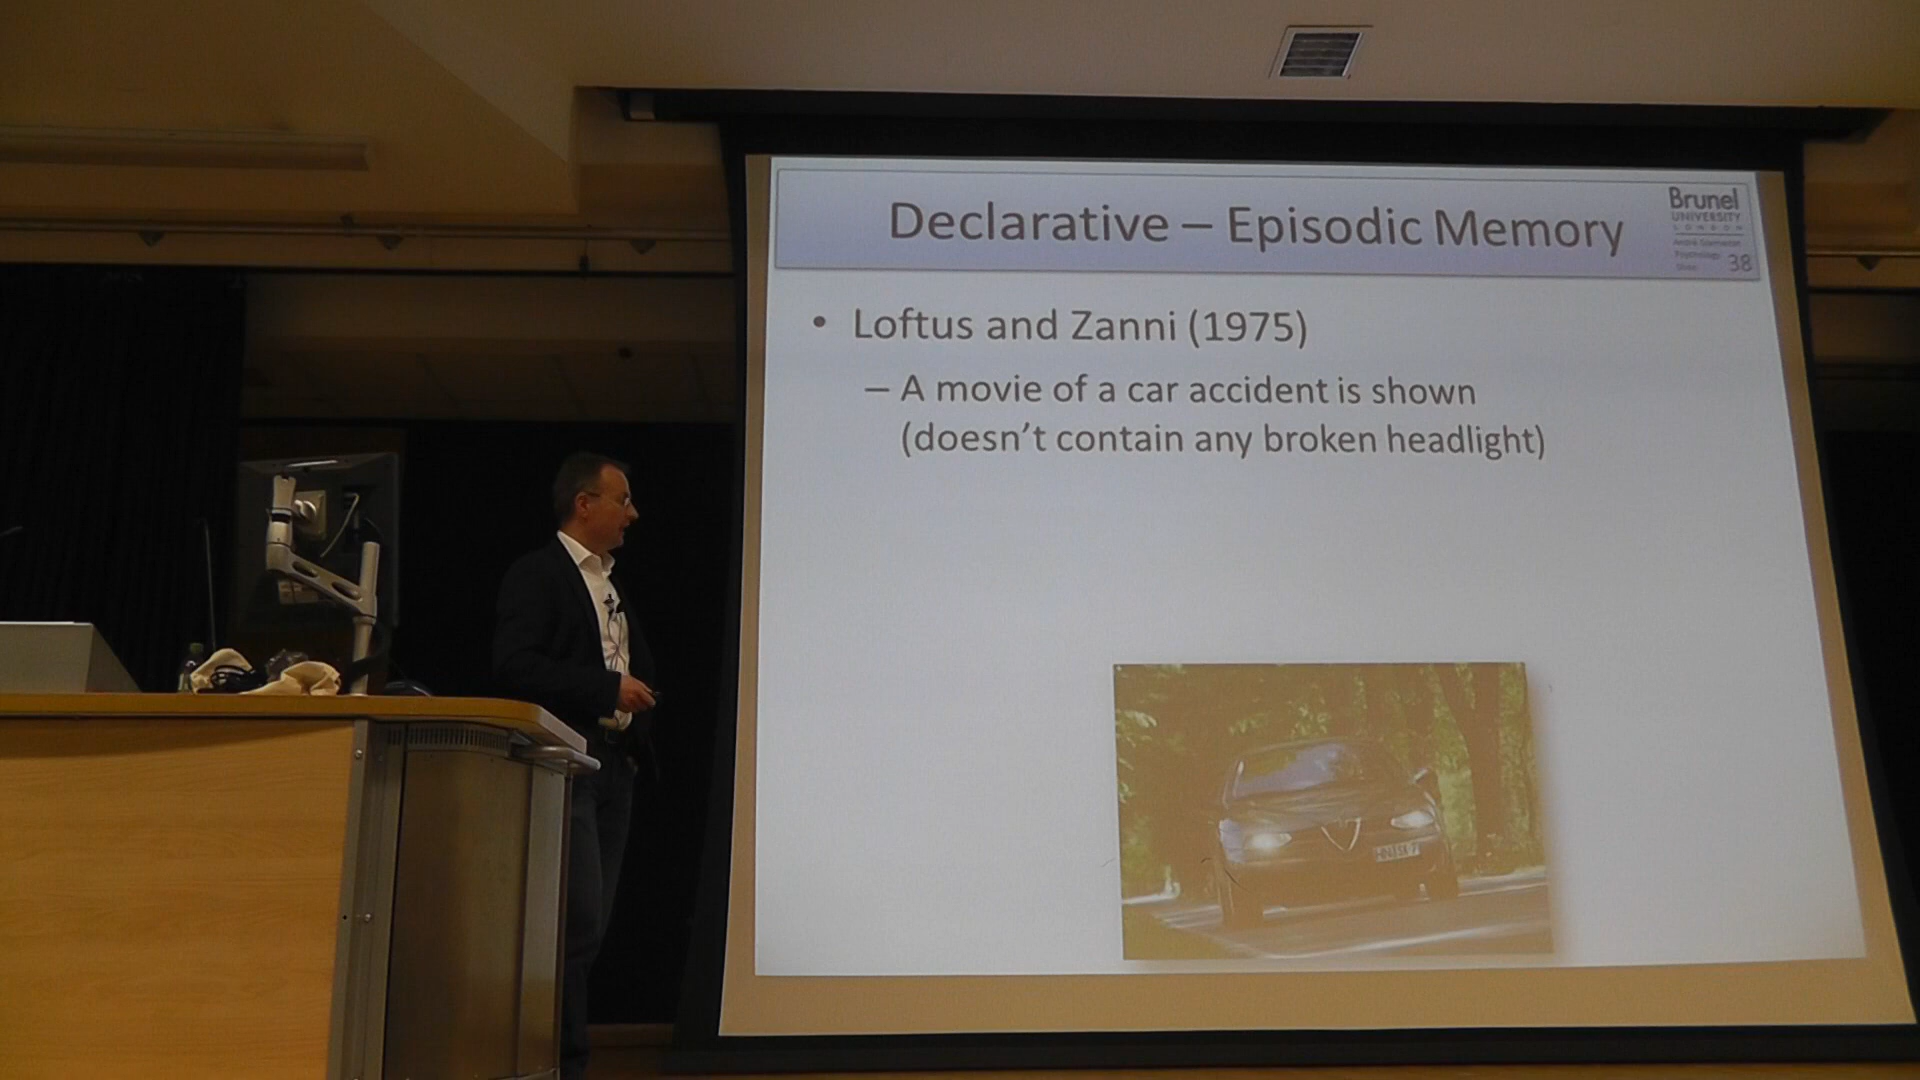 Declarative – Episodic Memory
Brunel
UNIVERSITY
LONDON
38
• Loftus and Zanni (1975)
– A movie of a car accident is shown
(doesn’t contain any broken headlight)